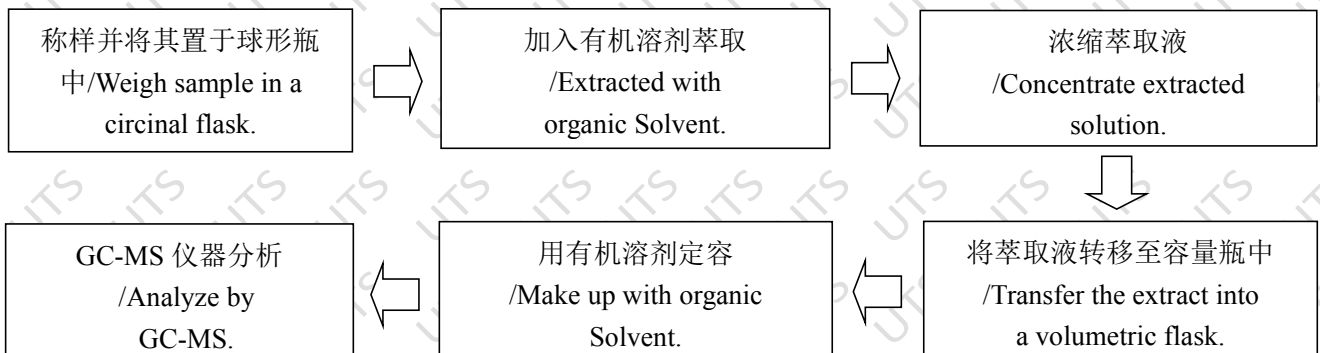 称样并将其置于球形瓶
中/Weigh sample in a
circinal flask.
加入有机溶剂萃取
/Extracted with
organic Solvent.
浓缩萃取液
/Concentrate extracted
solution.
将萃取液转移至容量瓶中
/Transfer the extract into
a volumetric flask.
用有机溶剂定容
/Make up with organic
Solvent.
GC-MS 仪器分析
/Analyze by
GC-MS.